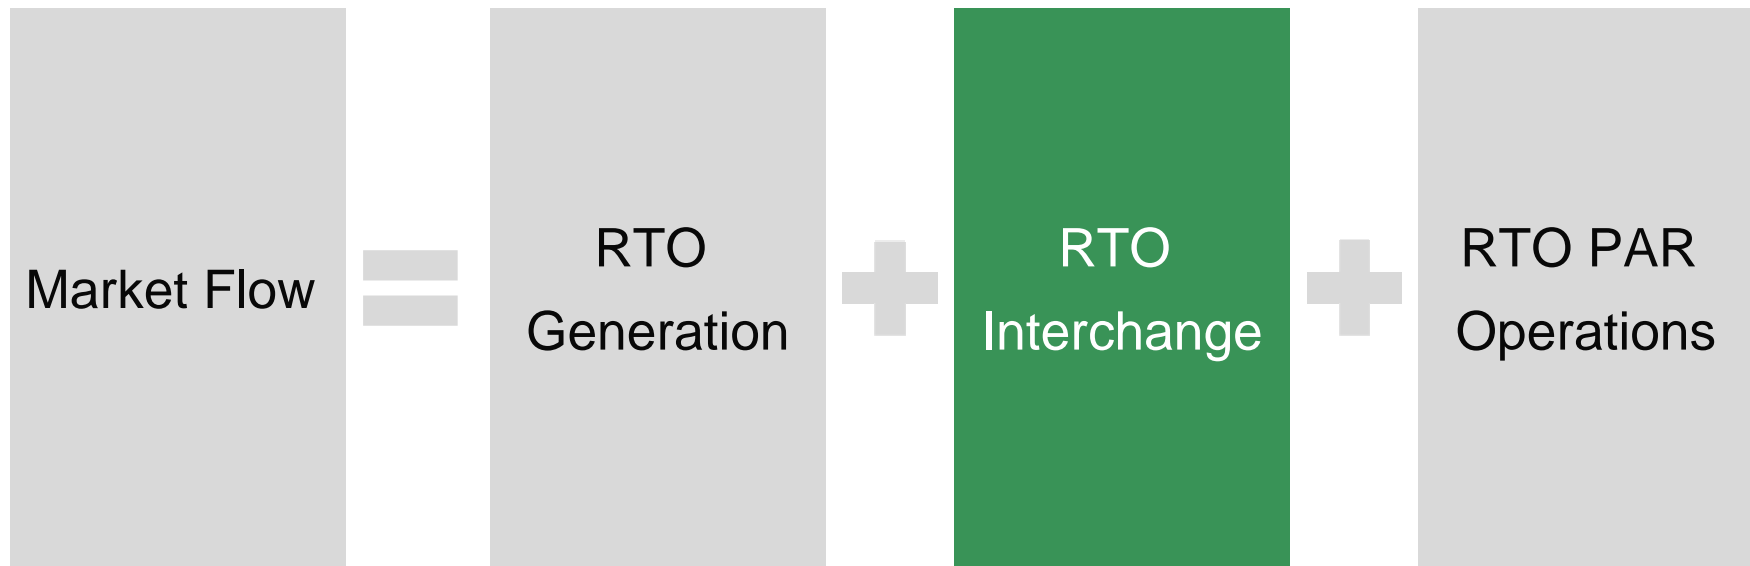 Market Flow
RTO
Generation
RTO
Interchange
RTO PAR
Operations